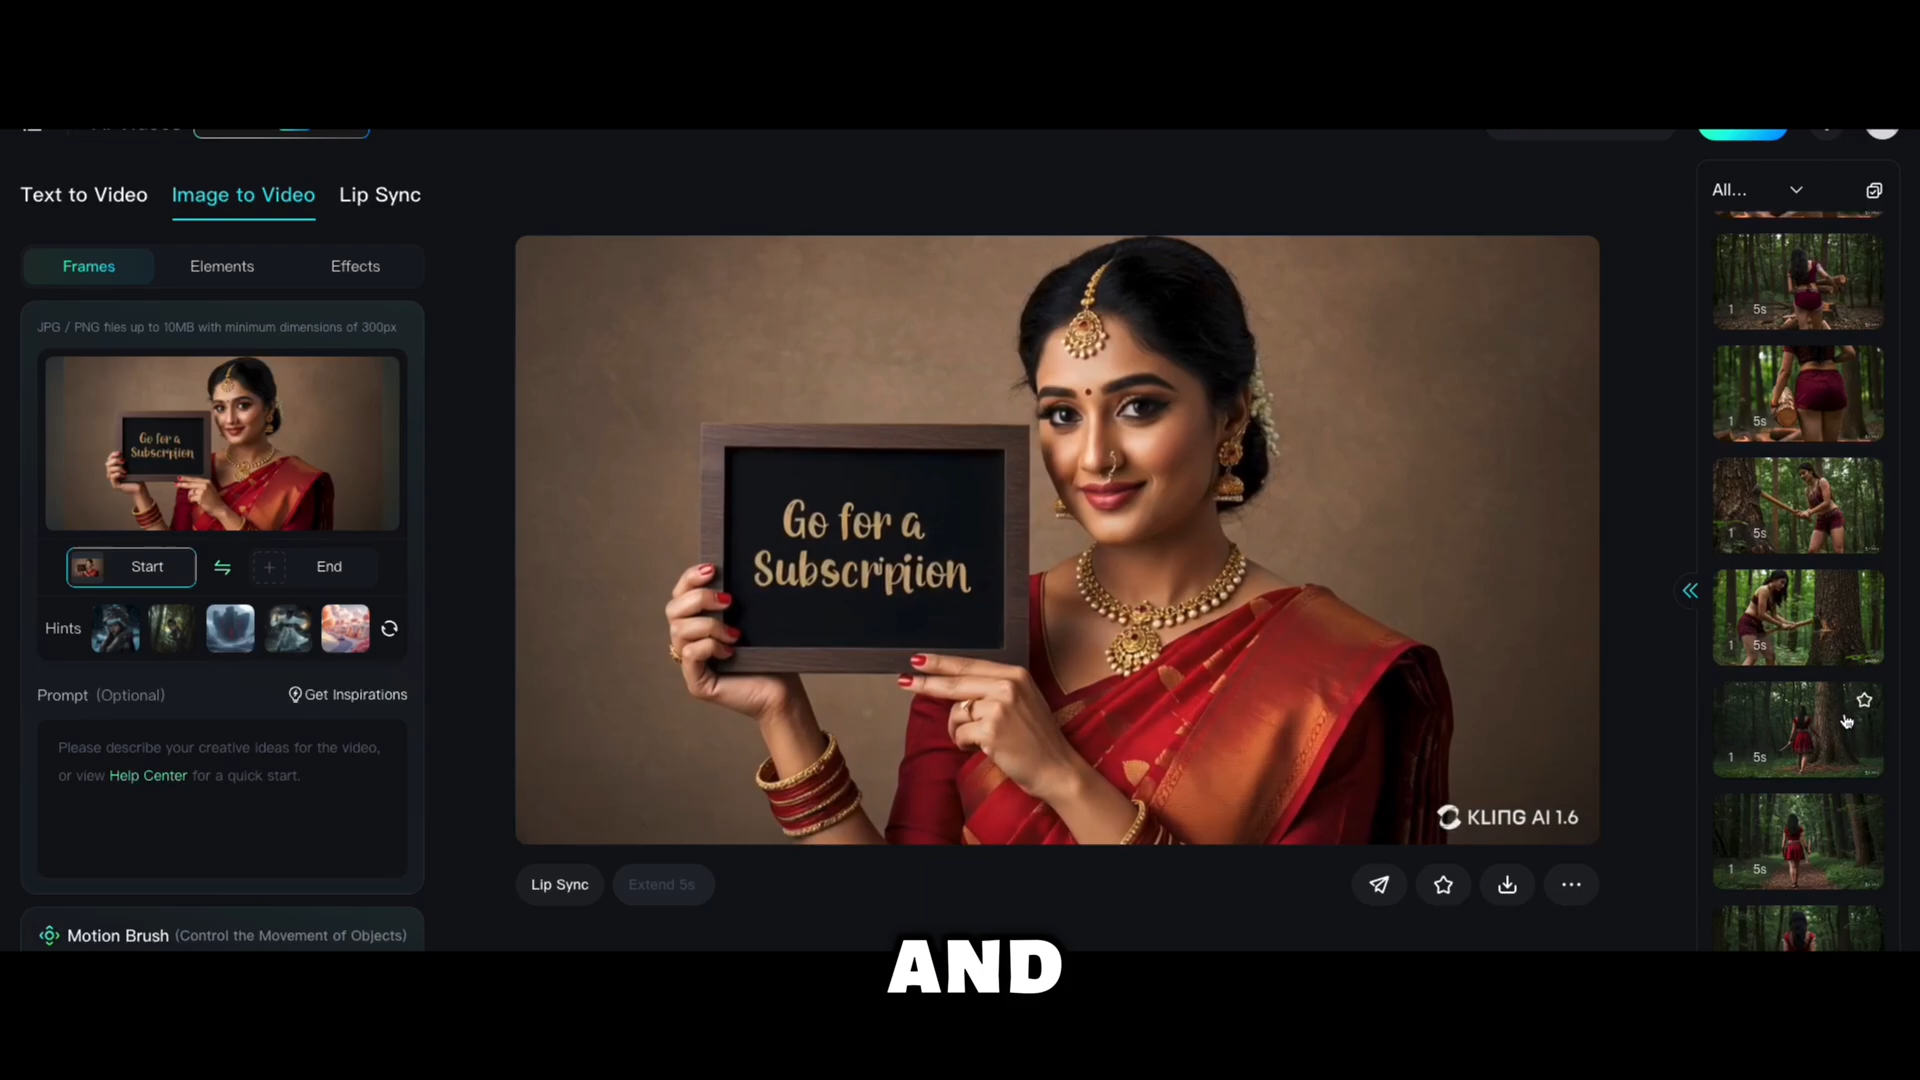 Text to Video Image to Video Lip Sync
All...
Frames Elements Effects
JPG / PNG files up to 10MB with minimum dimensions of 300px
Go for a
Subscription
Start End
Hints
Prompt (Optional) Get Inspirations
Please describe your creative ideas for the video,
or view Help Center for a quick start.
Motion Brush (Control the Movement of Objects)
Go for a
Subscription
KLING AI 1.6
Lip Sync Extend 5s
1 5s
1 5s
1 5s
1 5s
1 5s
1 5s
AND